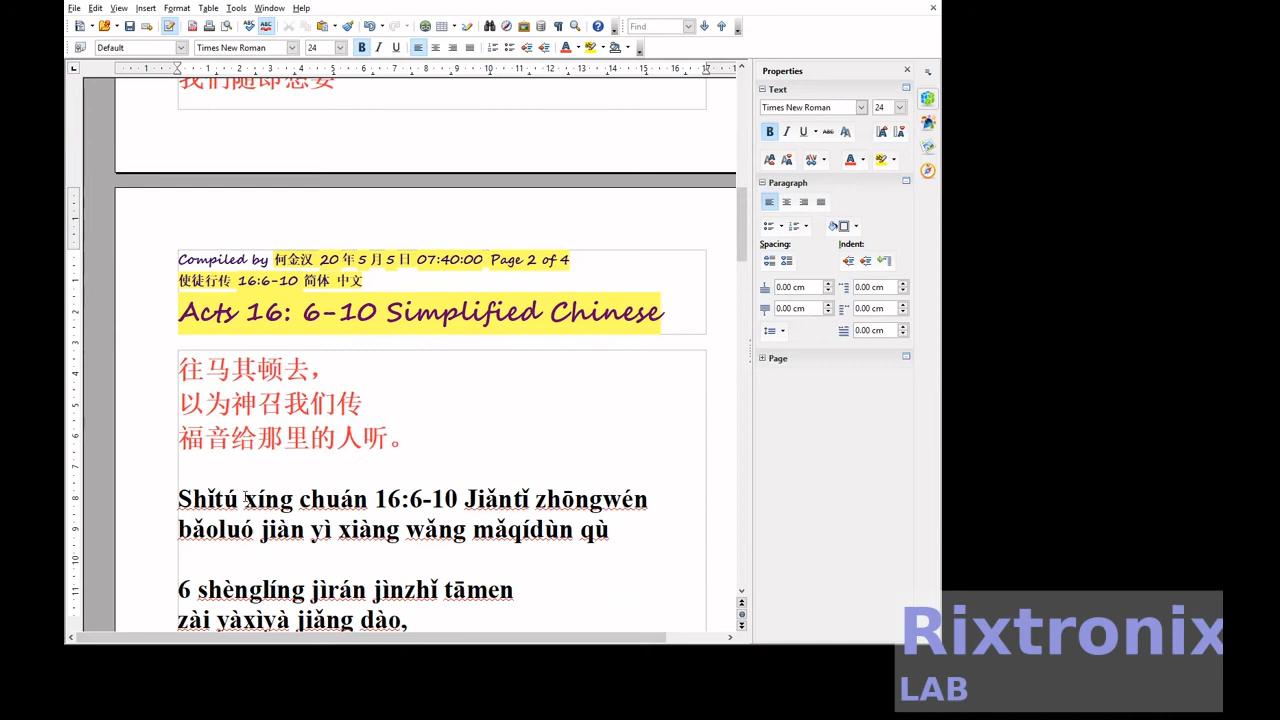 File Edit View Insert Format Table Tools Window Help
Find
Default Times New Roman 24
Properties
Text
Times New Roman 24
Paragraph
Spacing: Indent:
0.00 cm 0.00 cm
0.00 cm 0.00 cm
0.00 cm
Page
我们随即想要
Compiled by 何金汉 20年5月5日 07:40:00 Page 2 of 4
使徒行传 16:6-10 简体 中文
Acts 16: 6-10 Simplified Chinese
往马其顿去，
以为神召我们传
福音给那里的人听。
Shǐtú xíng chuán 16:6-10 Jiǎntǐ zhōngwén
bǎoluó jiàn yì xiàng wǎng mǎqídùn qù
6 shènglíng jìrán jìnzhǐ tāmen
zài yàxìyà jiǎng dào,
Rixtronix
LAB